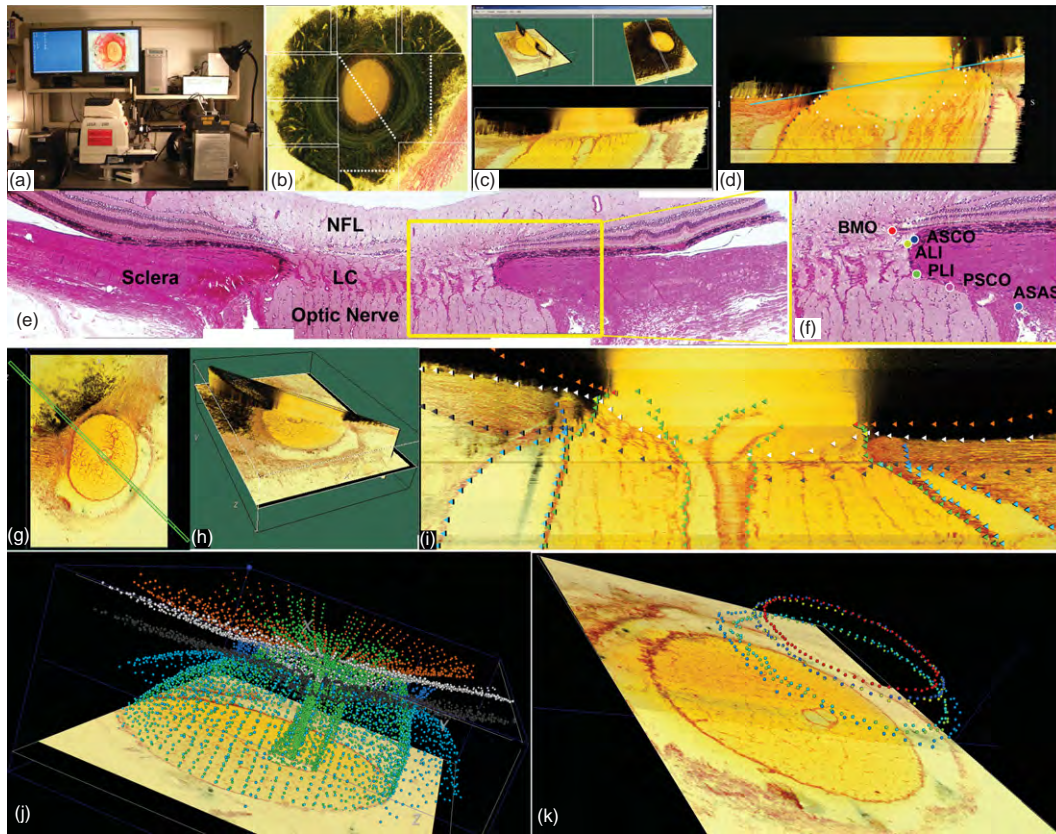 (a)
(b)
(c)
(d)
NFL
Sclera
LC
Optic Nerve
(e)
BMO
ASCO
ALI
PLI
PSCO
ASAS
(f)
(g)
(h)
(i)
(j)
(k)